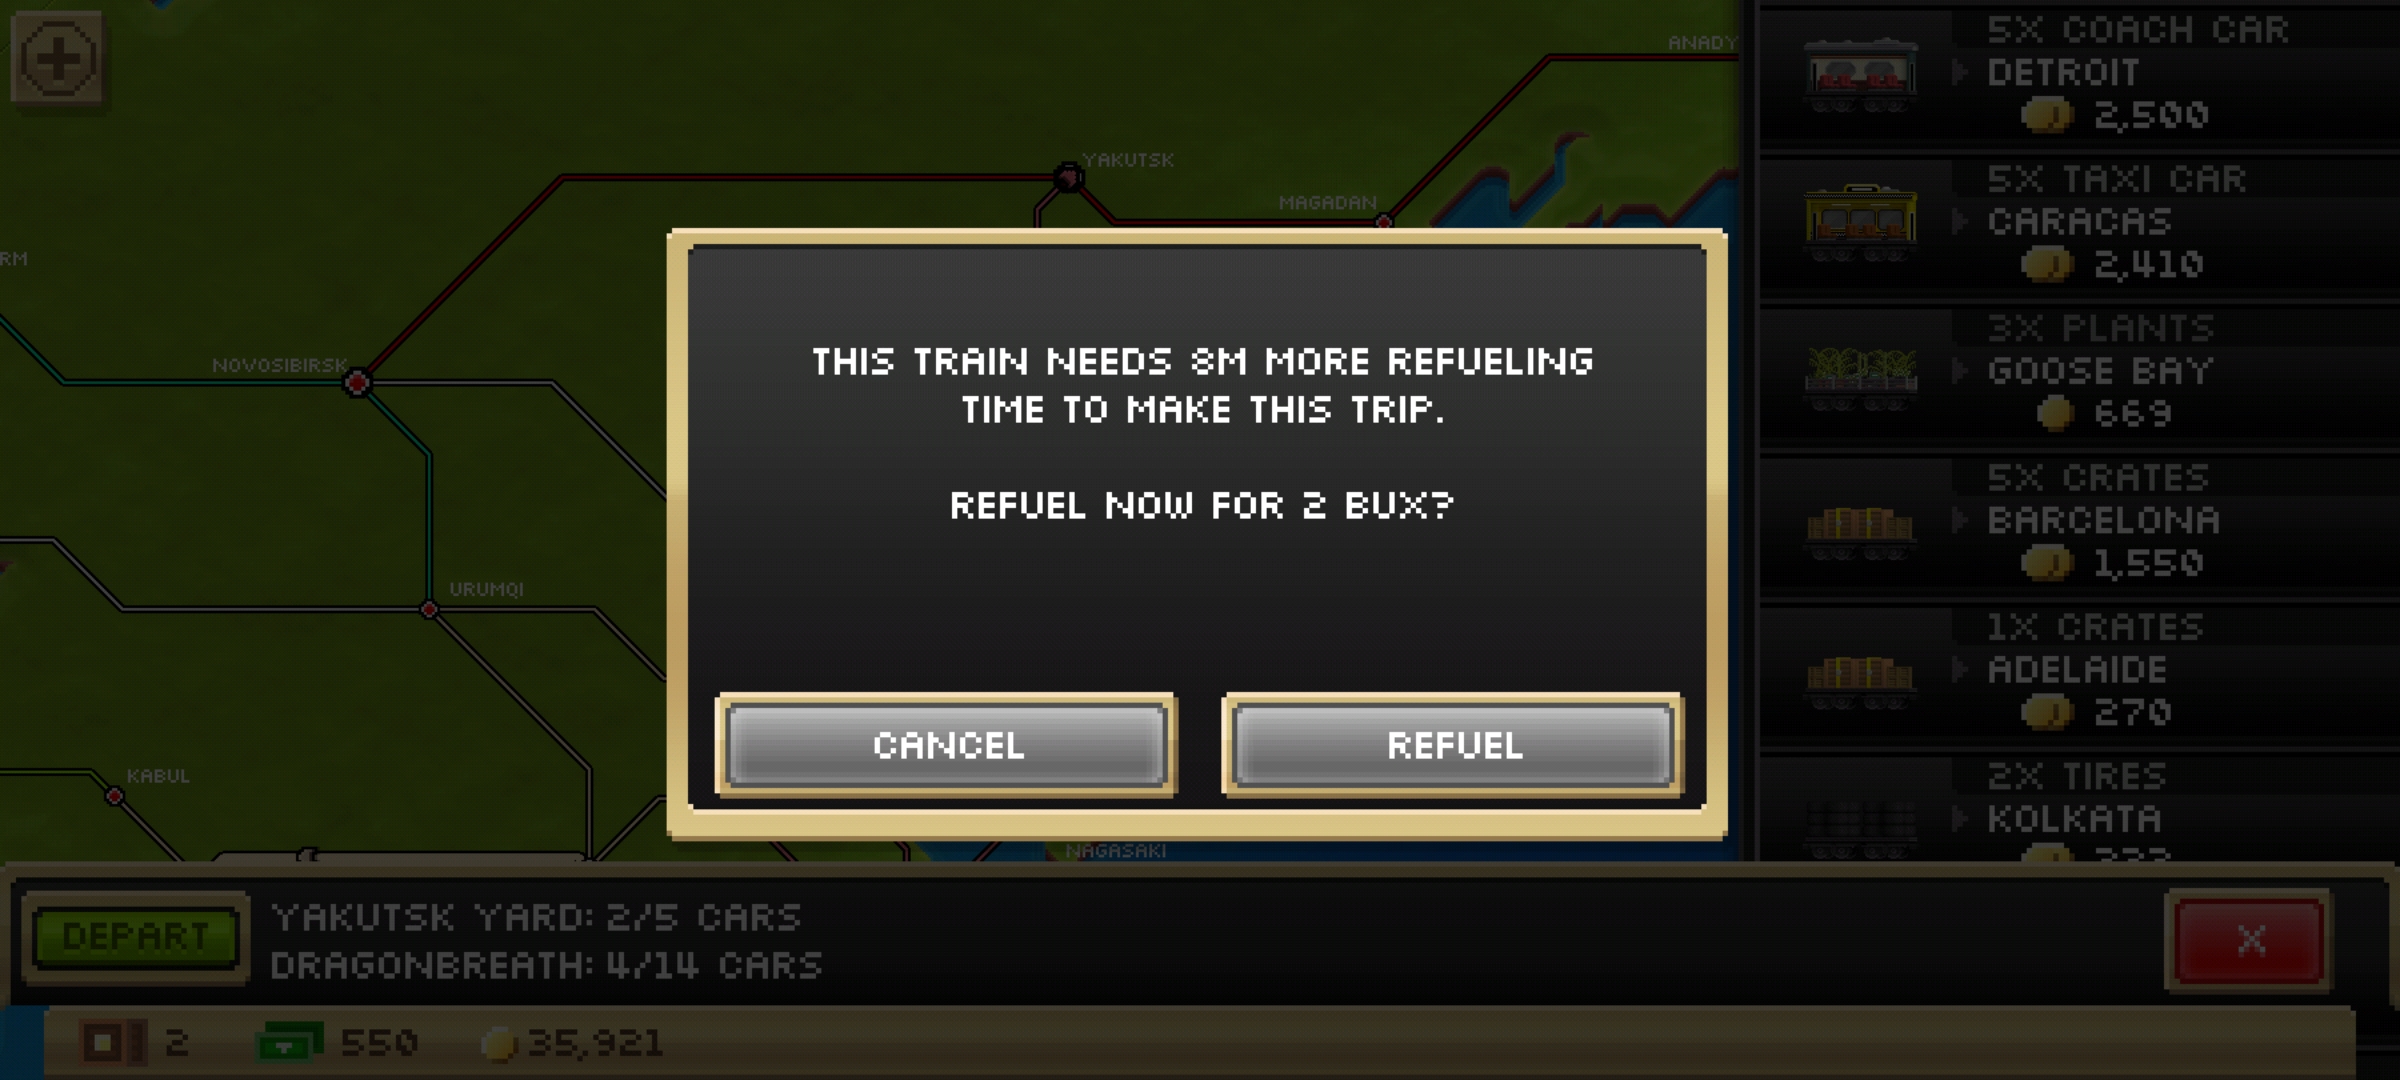 ANADY
YAKUTSK
MAGADAN
RM
NOVOSIBIRSK
URUMQI
KABUL
NAGASAKI
THIS TRAIN NEEDS 8M MORE REFUELING
TIME TO MAKE THIS TRIP.
REFUEL NOW FOR 2 BUX?
CANCEL
REFUEL
5X COACH CAR
DETROIT
2,500
5X TAXI CAR
CARACAS
2,410
3X PLANTS
GOOSE BAY
669
5X CRATES
BARCELONA
1,550
1X CRATES
ADELAIDE
270
2X TIRES
KOLKATA
DEPART
YAKUTSK YARD: 2/5 CARS
DRAGONBREATH: 4/14 CARS
X
2
550
35,921